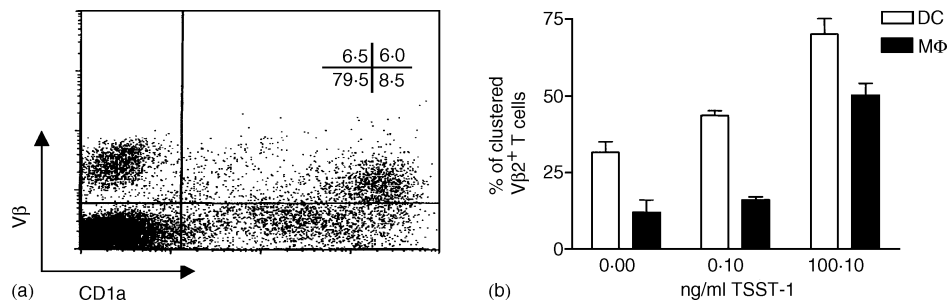 6·5 6·0
79·5 8·5
Vβ
CD1a
(a)
DC
MΦ
% of clustered
Vβ2+ T cells
75
50
25
0
0·00 0·10 100·10
ng/ml TSST-1
(b)